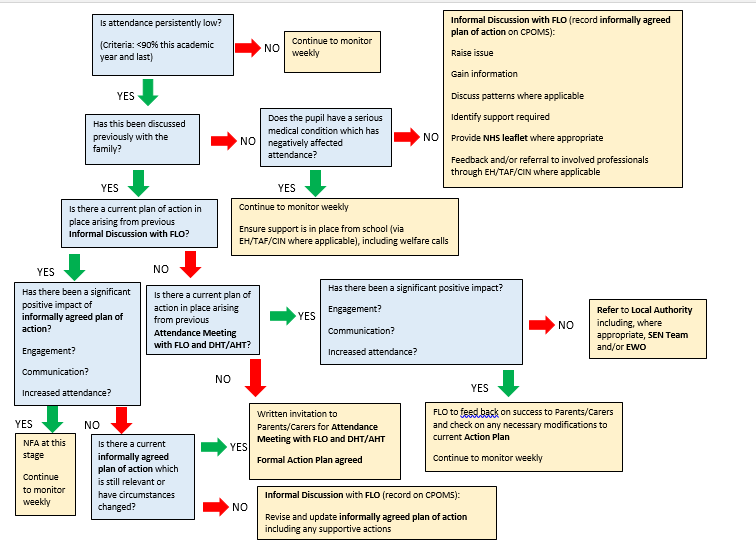 Is attendance persistently low?
(Criteria: <90% this academic
year and last)
NO
Continue to monitor
weekly
Informal Discussion with FLO (record informally agreed
plan of action on CPOMS):
Raise issue
Gain information
Discuss patterns where applicable
Identify support required
Provide NHS leaflet where appropriate
Feedback and/or referral to involved professionals
through EH/TAF/CIN where applicable
YES
Has this been discussed
previously with the
family?
NO
Does the pupil have a serious
medical condition which has
negatively affected
attendance?
NO
YES
YES
Is there a current plan of action in
place arising from previous
Informal Discussion with FLO?
Continue to monitor weekly
Ensure support is in place from school (via
EH/TAF/CIN where applicable), including welfare calls
YES
NO
Has there been a significant
positive impact of
informally agreed plan of
action?
Engagement?
Communication?
Increased attendance?
Is there a current plan of
action in place arising
from previous
Attendance Meeting
with FLO and DHT/AHT?
YES
Has there been a significant positive impact?
Engagement?
Communication?
Increased attendance?
NO
Refer to Local Authority
including, where
appropriate, SEN Team
and/or EWO
NO
YES
YES
NO
NFA at this
stage
Continue
to monitor
weekly
Is there a current
informally agreed
plan of action which
is still relevant or
have circumstances
changed?
YES
Written invitation to
Parents/Carers for Attendance
Meeting with FLO and DHT/AHT
Formal Action Plan agreed
FLO to feed back on success to Parents/Carers
and check on any necessary modifications to
current Action Plan
Continue to monitor weekly
NO
Informal Discussion with FLO (record on CPOMS):
Revise and update informally agreed plan of action
including any supportive actions